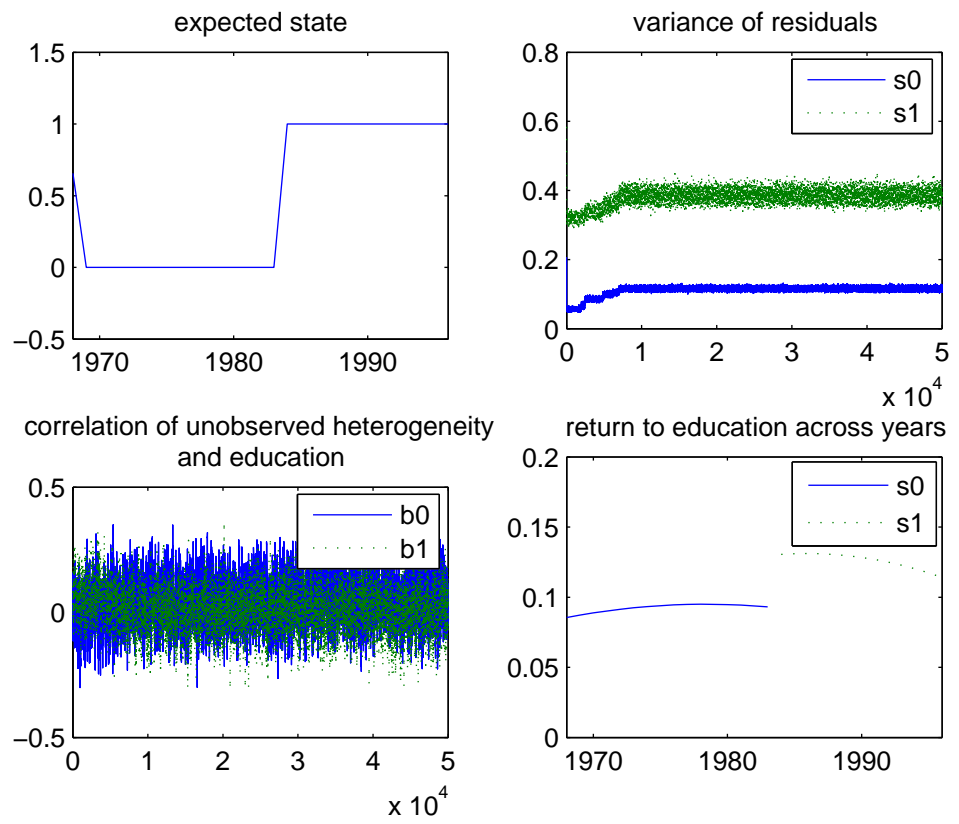 expected state
1.5
1
0.5
0
−0.5
1970
1980
1990
variance of residuals
0.8
0.6
0.4
0.2
0
s0
s1
0
1
2
3
4
5
x 10^4
correlation of unobserved heterogeneity
and education
0.5
0
−0.5
b0
b1
0
1
2
3
4
5
x 10^4
return to education across years
0.2
0.15
0.1
0.05
0
s0
s1
1970
1980
1990